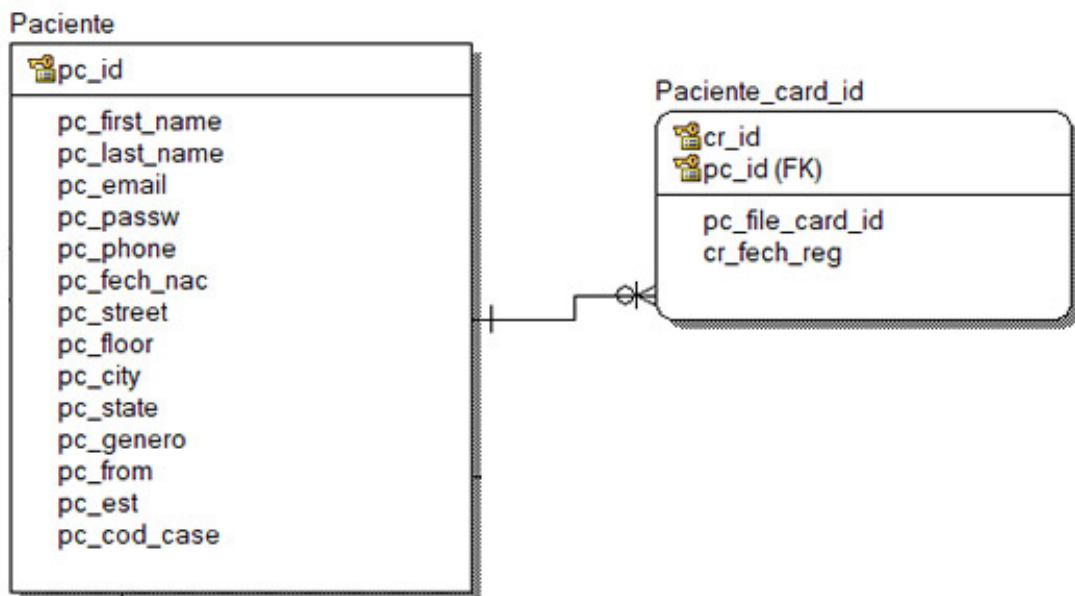 Paciente
pc_id
pc_first_name
pc_last_name
pc_email
pc_passw
pc_phone
pc_fech_nac
pc_street
pc_floor
pc_city
pc_state
pc_genero
pc_from
pc_est
pc_cod_case
Paciente_card_id
cr_id
pc_id (FK)
pc_file_card_id
cr_fech_reg